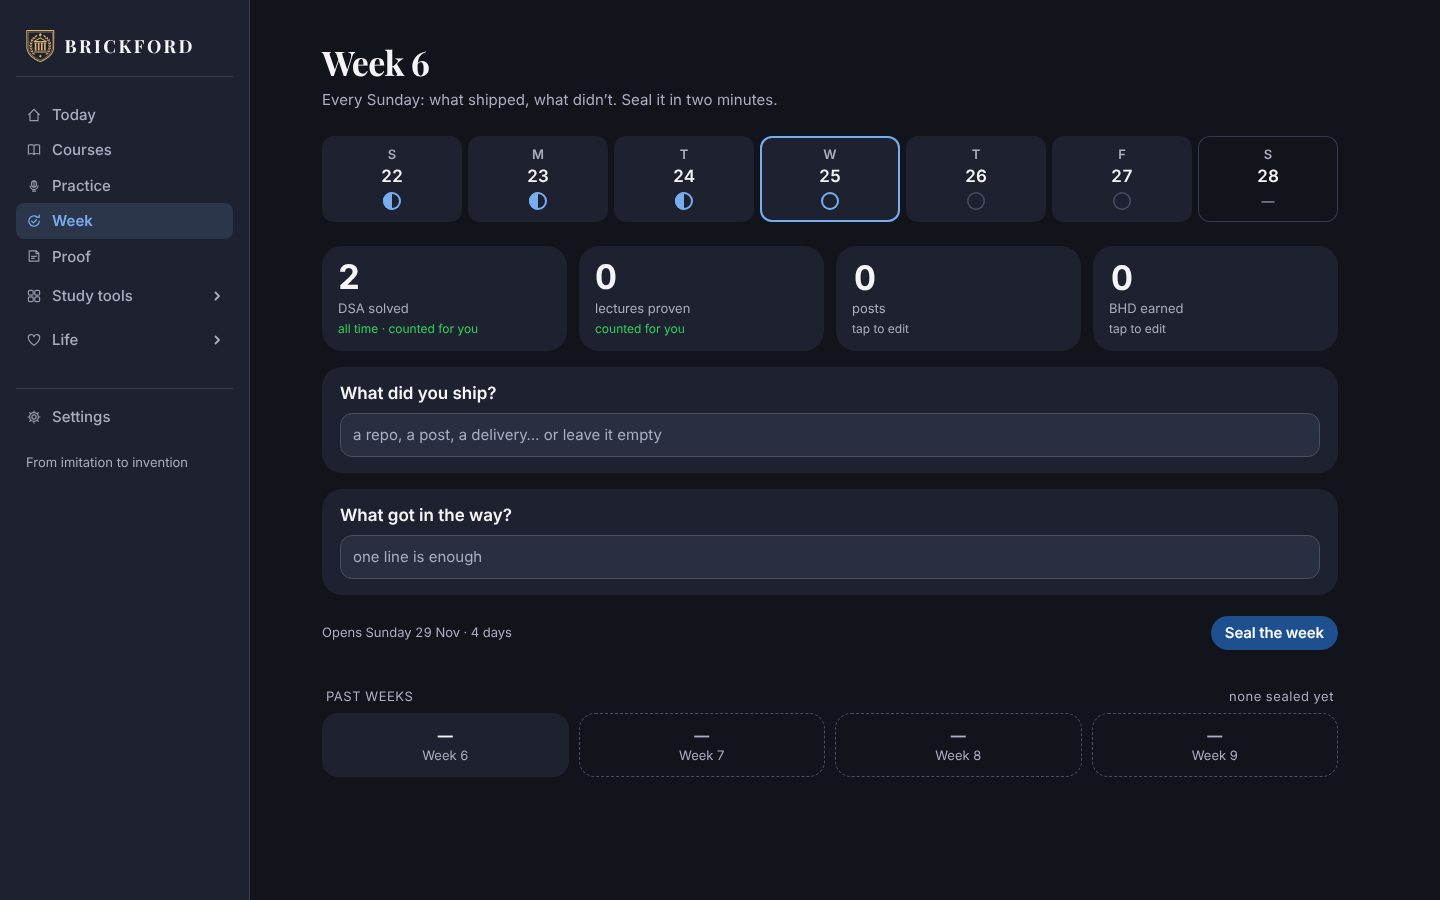 BRICKFORD
Today
Courses
Practice
Week
Proof
Study tools
Life
Settings
From imitation to invention
Week 6
Every Sunday: what shipped, what didn’t. Seal it in two minutes.
S M T W T F S
22 23 24 25 26 27 28
—
2 0 0 0
DSA solved lectures proven posts BHD earned
all time · counted for you counted for you tap to edit tap to edit
What did you ship?
a repo, a post, a delivery… or leave it empty
What got in the way?
one line is enough
Opens Sunday 29 Nov · 4 days Seal the week
PAST WEEKS none sealed yet
— — — —
Week 6 Week 7 Week 8 Week 9